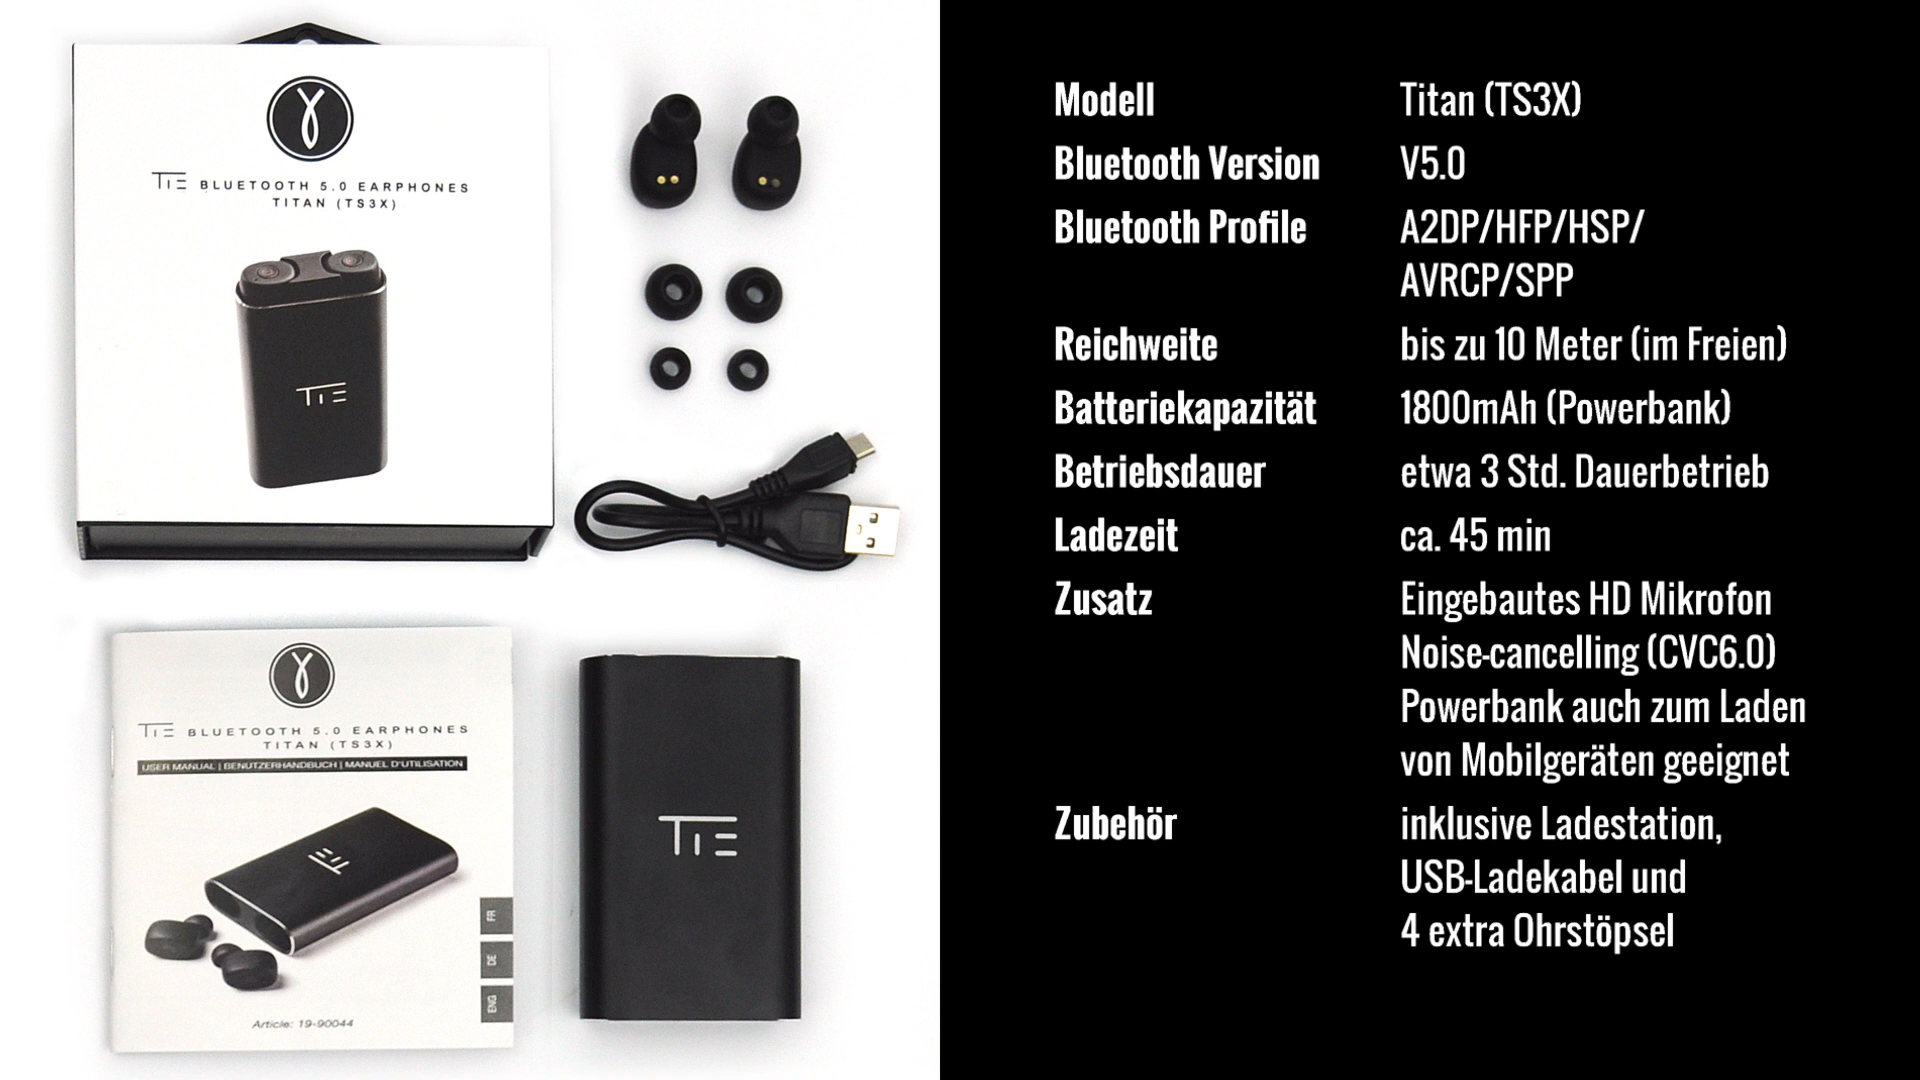 TIE BLUETOOTH 5.0 EARPHONES
TITAN (TS3X)
TIE
TIE BLUETOOTH 5.0 EARPHONES
TITAN (TS3X)
USER MANUAL | BENUTZERHANDBUCH | MANUEL D'UTILISATION
TIE
FR
DE
ENG
Article: 19-90044
TIE
Modell Titan (TS3X)
Bluetooth Version V5.0
Bluetooth Profile A2DP/HFP/HSP/
AVRCP/SPP
Reichweite bis zu 10 Meter (im Freien)
Batteriekapazität 1800mAh (Powerbank)
Betriebsdauer etwa 3 Std. Dauerbetrieb
Ladezeit ca. 45 min
Zusatz Eingebautes HD Mikrofon
Noise-cancelling (CVC6.0)
Powerbank auch zum Laden
von Mobilgeräten geeignet
Zubehör inklusive Ladestation,
USB-Ladekabel und
4 extra Ohrstöpsel